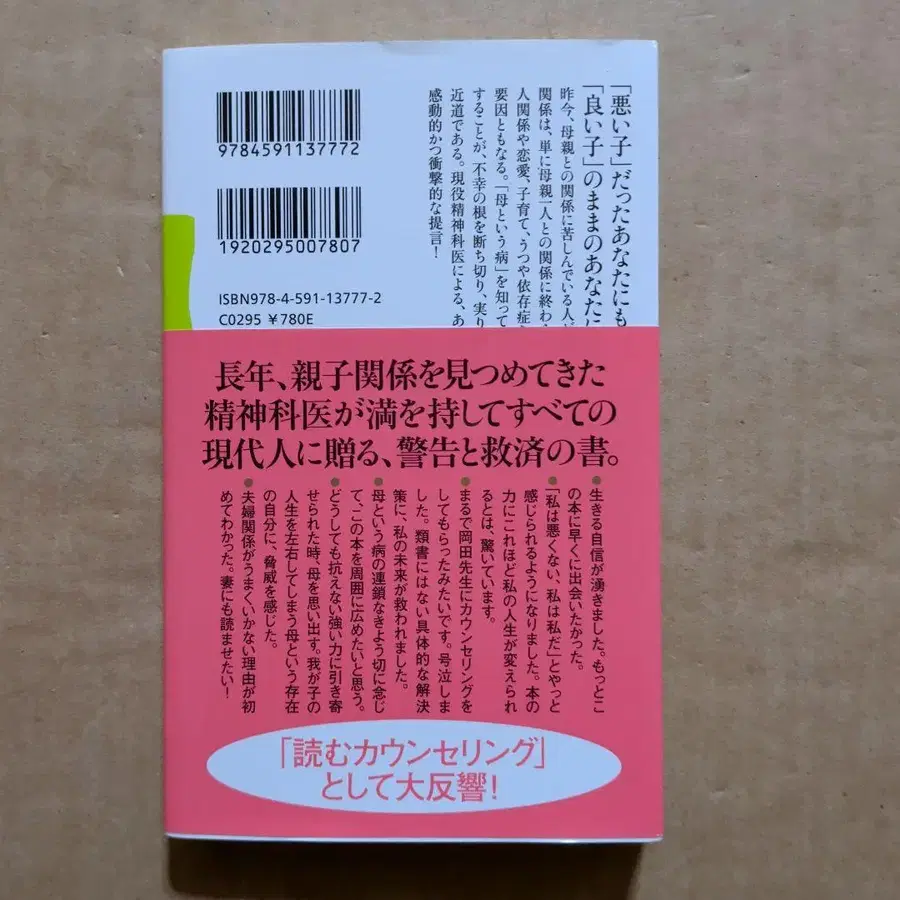 9784591137772
1920295007807
ISBN978-4-591-13777-2
C0295 ¥780E
「悪い子」だったあなたにも
「良い子」のままのあなたに
昨今、母親との関係に苦しんでいる人が
関係は、単に母親一人との関係に終わ
人関係や恋愛、子育て、うつや依存症
要因ともなる。「母という病」を知って
することが、不幸の根を断ち切り、実り
近道である。現役精神科医による、あ
感動的かつ衝撃的な提言！
長年、親子関係を見つめてきた
精神科医が満を持してすべての
現代人に贈る、警告と救済の書。
●生きる自信が湧きました。もっとこ
の本に早くに出会いたかった。
●「私は悪くない、私は私だ」とやっと
感じられるようになりました。本の
力にこれほど私の人生が変えられ
るとは、驚いています。
●まるで岡田先生にカウンセリングを
してもらったみたいです。号泣しま
した。類書にはない具体的な解決
策に、私の未来が救われました。
●母という病の連鎖なきよう切に念じ
て、この本を周囲に広めたいと思う。
●どうしても抗えない強い力に引き寄
せられた時、母を思い出す。我が子の
人生を左右してしまう母という存在
の自分に、脅威を感じた。
●夫婦関係がうまくいかない理由が初
めてわかった。妻にも読ませたい！
「読むカウンセリング」
として大反響！